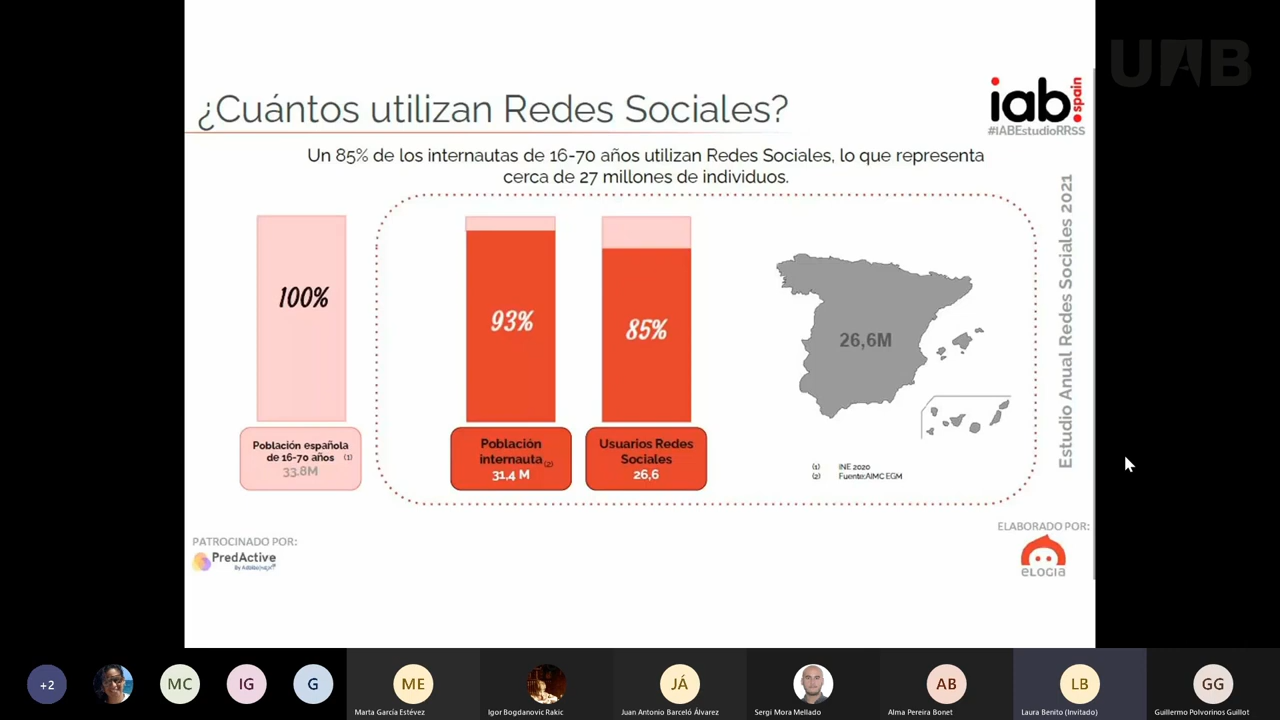 UAB
¿Cuántos utilizan Redes Sociales?
iab:
spain
#IABEstudioRRSS
Un 85% de los internautas de 16-70 años utilizan Redes Sociales, lo que representa
cerca de 27 millones de individuos.
Estudio Anual Redes Sociales 2021
100%
93%
85%
26,6M
Población española
de 16-70 años (1)
33.8M
Población
internauta (2)
31,4 M
Usuarios Redes
Sociales
26,6
(1) INE 2020
(2) Fuente:AIMC EGM
PATROCINADO POR:
PredActive
ELABORADO POR:
eLOGIA
+2
MC
IG
G
ME
JÁ
AB
LB
GG
Marta García Estévez
Igor Bogdanovic Rakic
Juan Antonio Barceló Álvarez
Sergi Mora Mellado
Alma Pereira Bonet
Laura Benito (Invitado)
Guillermo Polvorinos Guillot